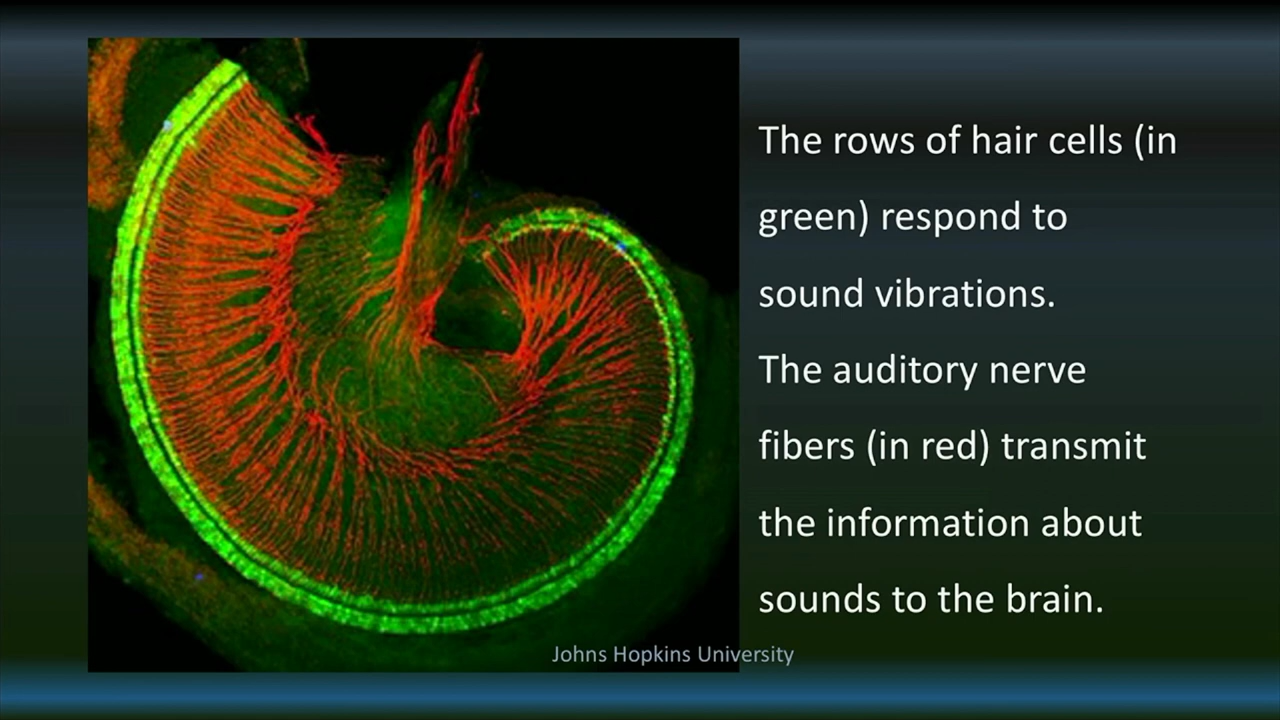 The rows of hair cells (in
green) respond to
sound vibrations.
The auditory nerve
fibers (in red) transmit
the information about
sounds to the brain.
Johns Hopkins University